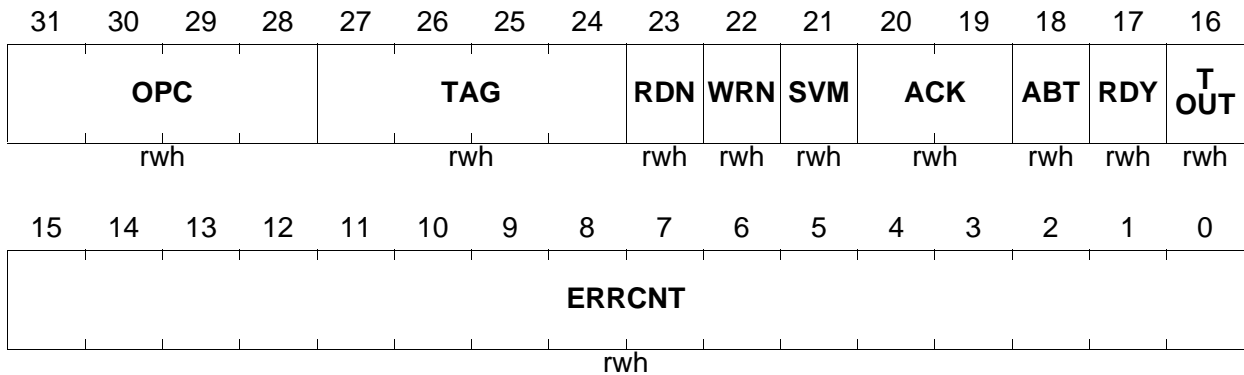 31 30 29 28 27 26 25 24 23 22 21 20 19 18 17 16
OPC TAG RDN WRN SVM ACK ABT RDY T OUT
rwh rwh rwh rwh rwh rwh rwh rwh rwh
15 14 13 12 11 10 9 8 7 6 5 4 3 2 1 0
ERRCNT
rwh